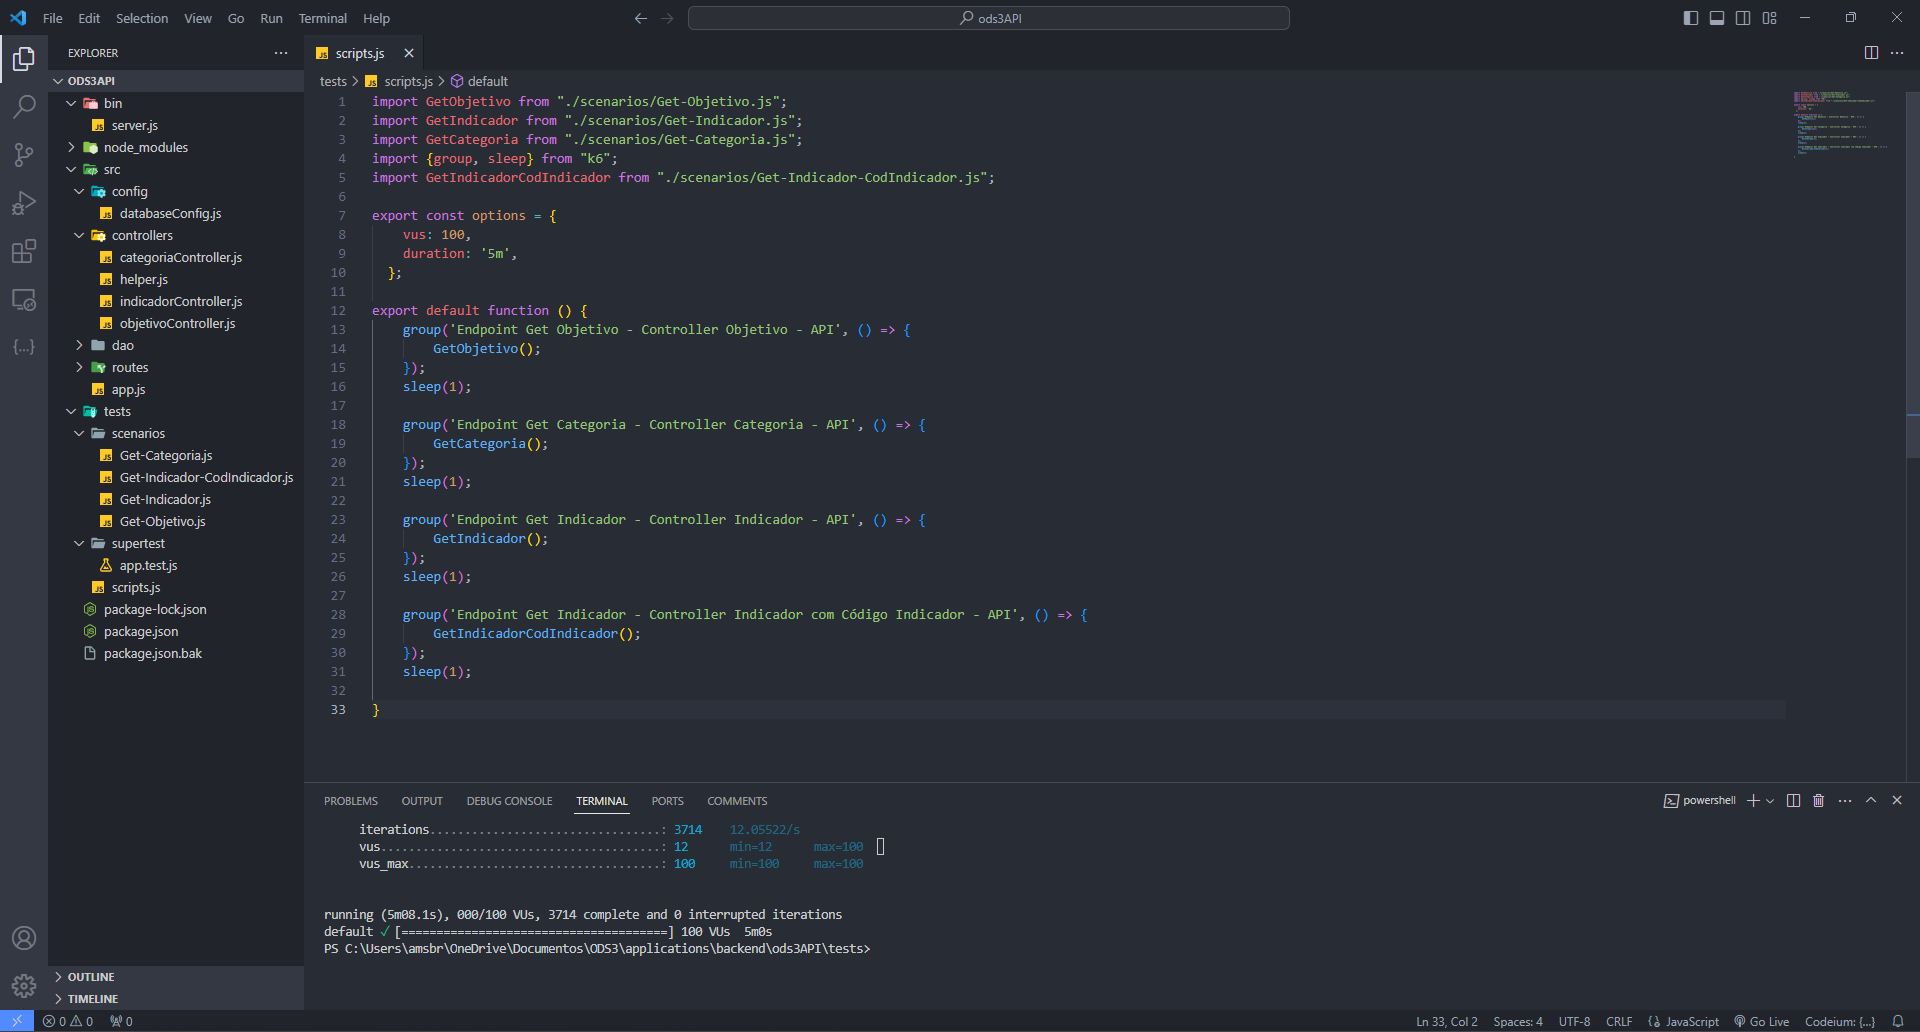 File Edit Selection View Go Run Terminal Help
ods3API
EXPLORER
ODS3API
bin
server.js
node_modules
src
config
databaseConfig.js
controllers
categoriaController.js
helper.js
indicadorController.js
objetivoController.js
dao
routes
app.js
tests
scenarios
Get-Categoria.js
Get-Indicador-CodIndicador.js
Get-Indicador.js
Get-Objetivo.js
supertest
app.test.js
scripts.js
package-lock.json
package.json
package.json.bak
OUTLINE
TIMELINE
scripts.js
tests > scripts.js > default
1 import GetObjetivo from "./scenarios/Get-Objetivo.js";
2 import GetIndicador from "./scenarios/Get-Indicador.js";
3 import GetCategoria from "./scenarios/Get-Categoria.js";
4 import {group, sleep} from "k6";
5 import GetIndicadorCodIndicador from "./scenarios/Get-Indicador-CodIndicador.js";
6
7 export const options = {
8 vus: 100,
9 duration: '5m',
10 };
11
12 export default function () {
13 group('Endpoint Get Objetivo - Controller Objetivo - API', () => {
14 GetObjetivo();
15 });
16 sleep(1);
17
18 group('Endpoint Get Categoria - Controller Categoria - API', () => {
19 GetCategoria();
20 });
21 sleep(1);
22
23 group('Endpoint Get Indicador - Controller Indicador - API', () => {
24 GetIndicador();
25 });
26 sleep(1);
27
28 group('Endpoint Get Indicador - Controller Indicador com Código Indicador - API', () => {
29 GetIndicadorCodIndicador();
30 });
31 sleep(1);
32
33 }
PROBLEMS OUTPUT DEBUG CONSOLE TERMINAL PORTS COMMENTS
powershell
iterations..............................: 3714 12.05522/s
vus.....................................: 12 min=12 max=100
vus_max.................................: 100 min=100 max=100
running (5m08.1s), 000/100 VUs, 3714 complete and 0 interrupted iterations
default ✓ [======================================] 100 VUs 5m0s
PS C:\Users\amsbr\OneDrive\Documentos\ODS3\applications\backend\ods3API\tests>
0 0 0
Ln 33, Col 2 Spaces: 4 UTF-8 CRLF JavaScript Go Live Codeium: {...}